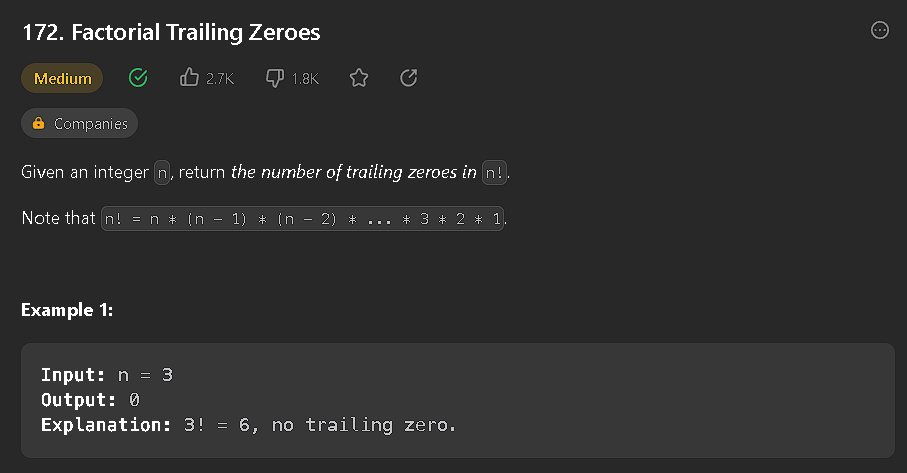 172. Factorial Trailing Zeroes
Medium 2.7K 1.8K
Companies
Given an integer n, return the number of trailing zeroes in n!.
Note that n! = n * (n - 1) * (n - 2) * ... * 3 * 2 * 1.
Example 1:
Input: n = 3
Output: 0
Explanation: 3! = 6, no trailing zero.